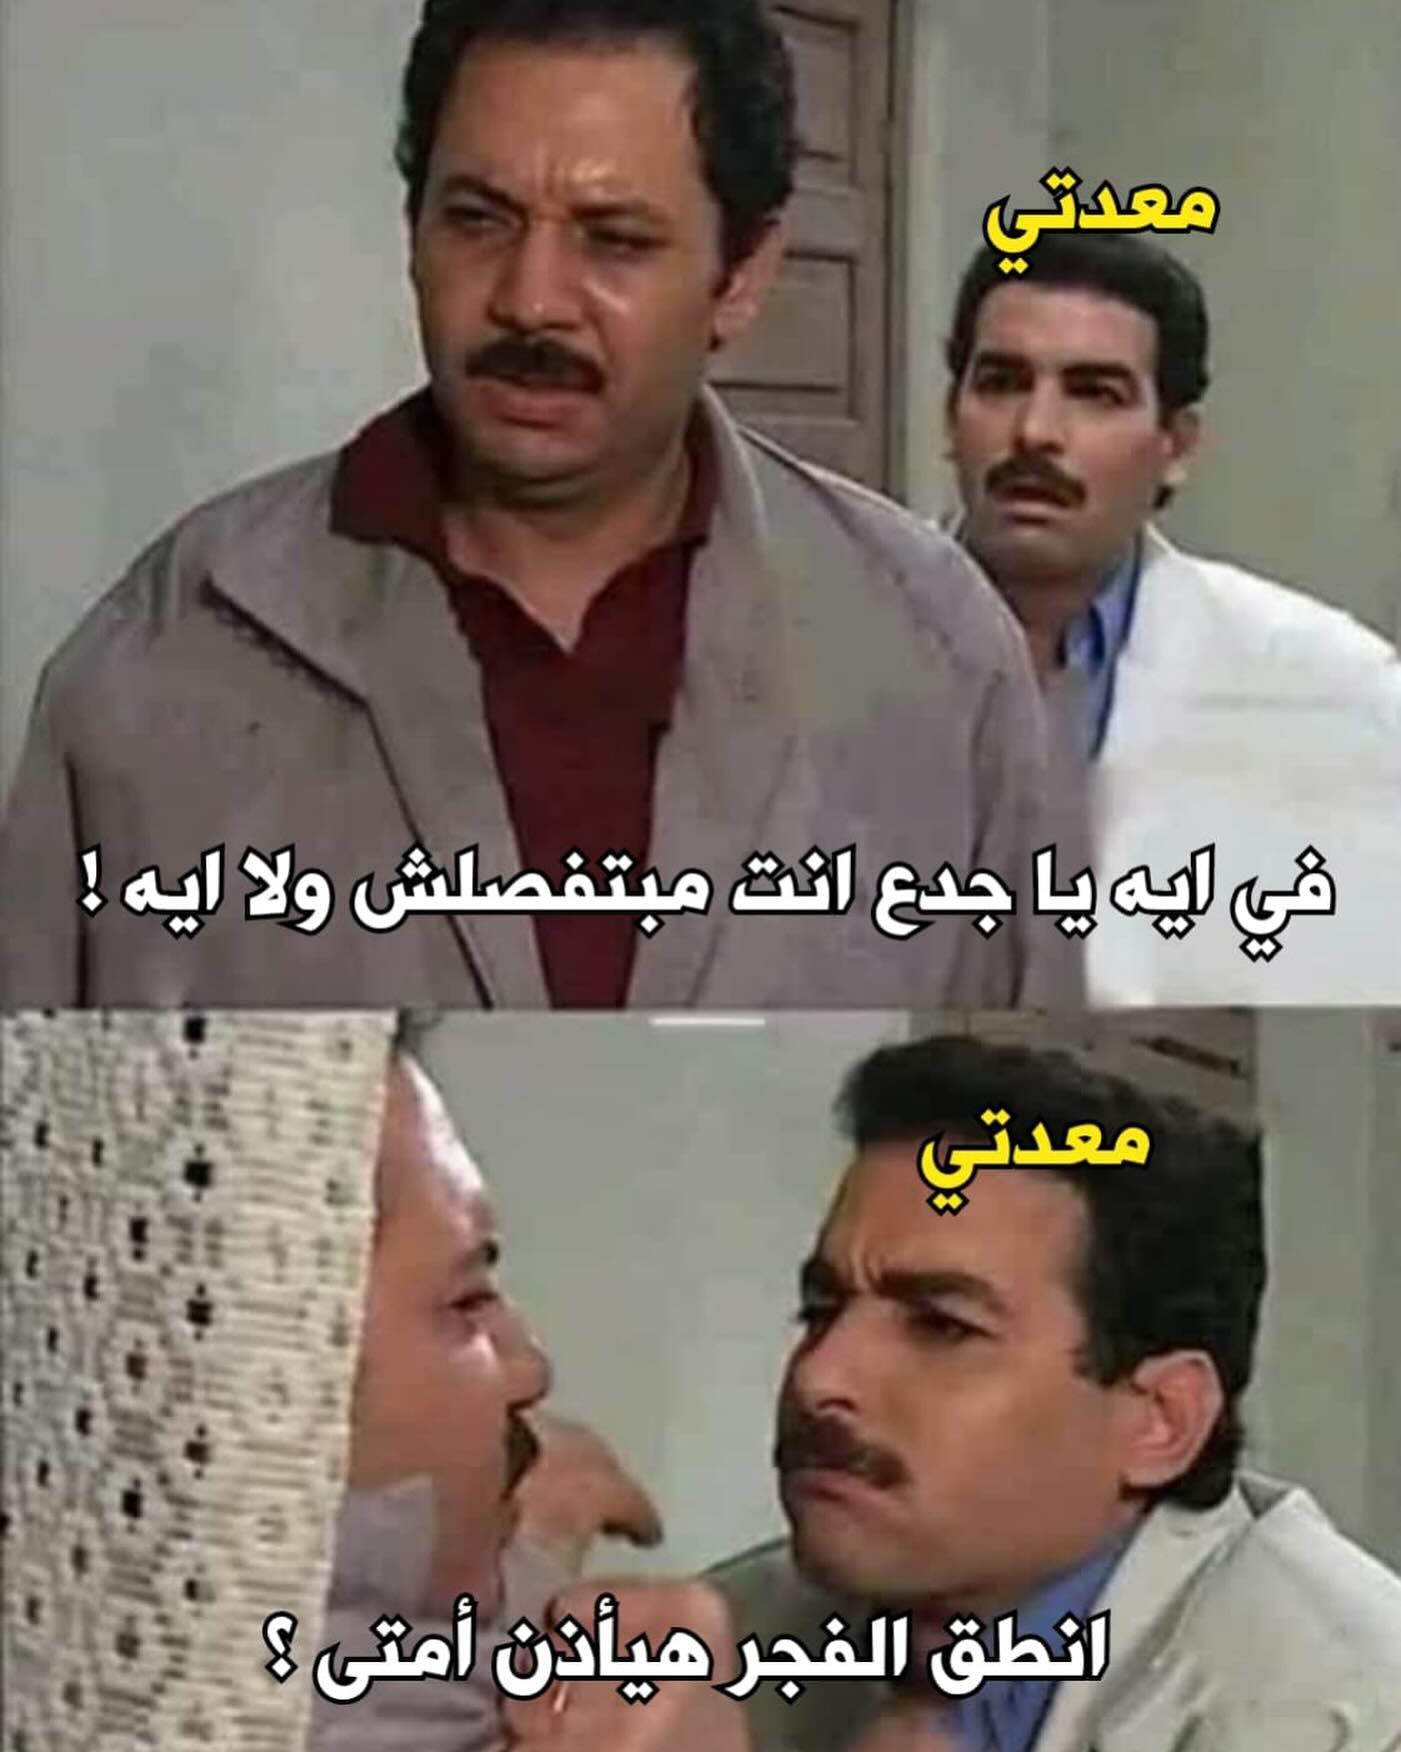 معدتي
في ايه يا جدع انت مبتفصلش ولا ايه !
معدتي
انطق الفجر هيأذن أمتى ؟